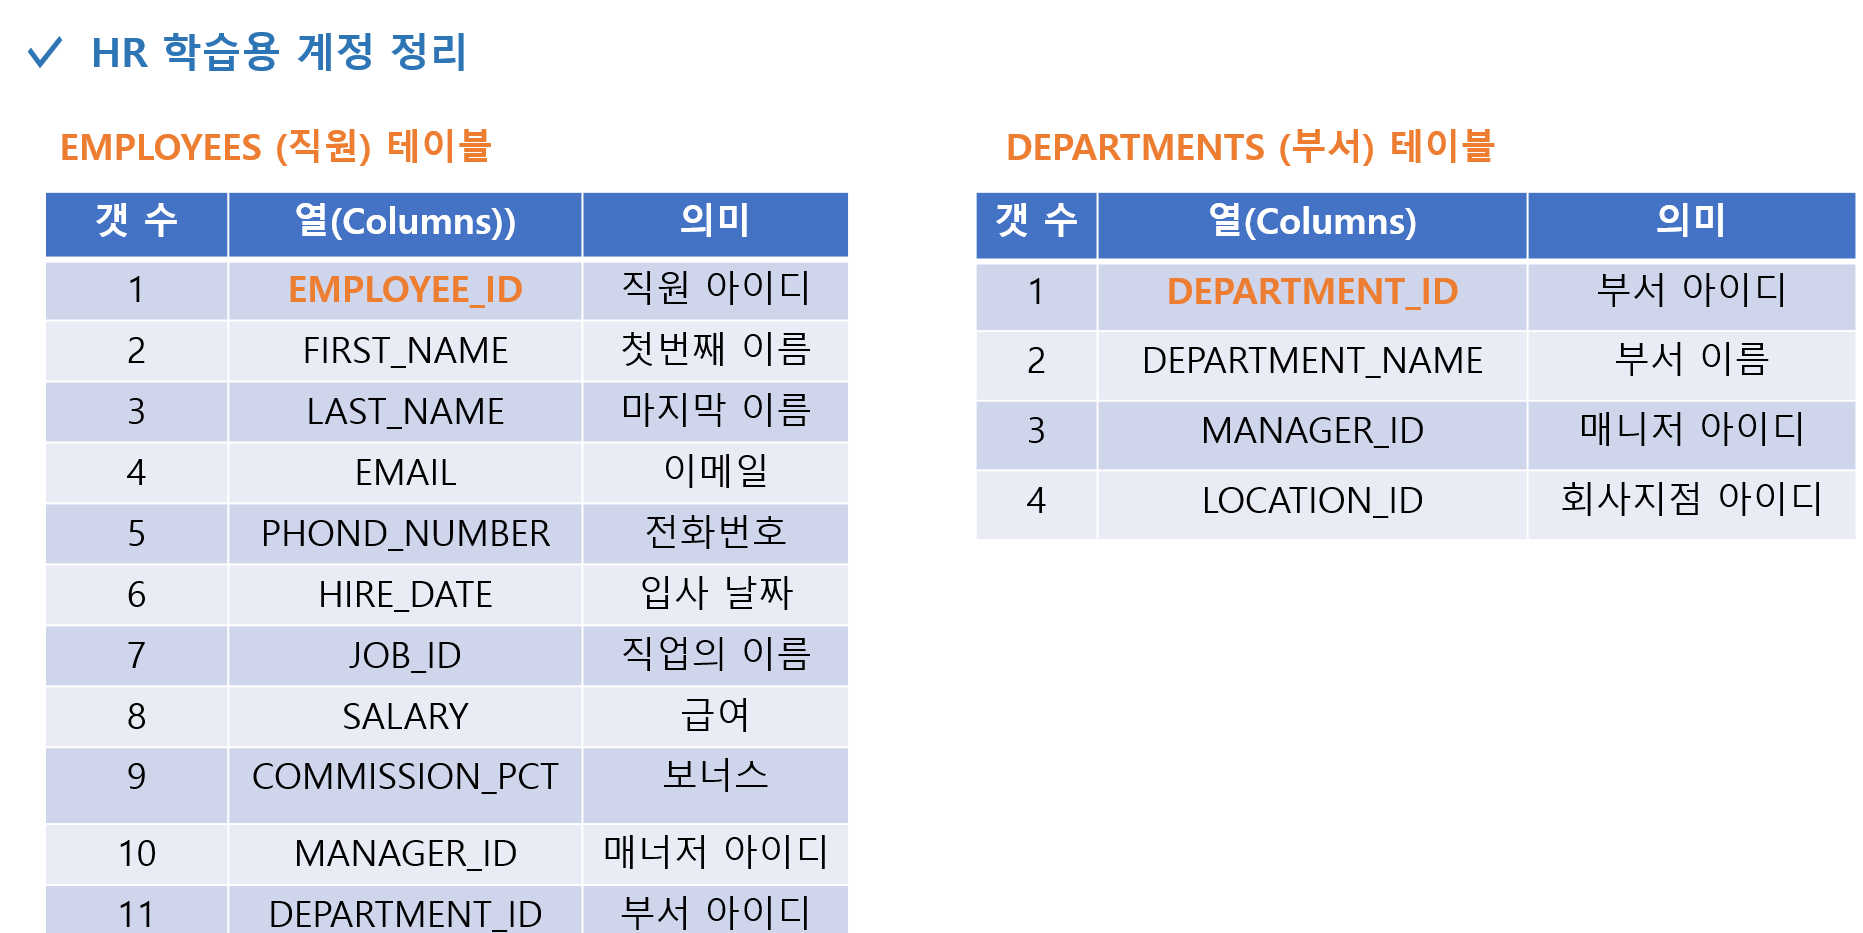 ✓ HR 학습용 계정 정리
EMPLOYEES (직원) 테이블
갯 수 열(Columns)) 의미
1 EMPLOYEE_ID 직원 아이디
2 FIRST_NAME 첫번째 이름
3 LAST_NAME 마지막 이름
4 EMAIL 이메일
5 PHOND_NUMBER 전화번호
6 HIRE_DATE 입사 날짜
7 JOB_ID 직업의 이름
8 SALARY 급여
9 COMMISSION_PCT 보너스
10 MANAGER_ID 매너저 아이디
11 DEPARTMENT_ID 부서 아이디
DEPARTMENTS (부서) 테이블
갯 수 열(Columns) 의미
1 DEPARTMENT_ID 부서 아이디
2 DEPARTMENT_NAME 부서 이름
3 MANAGER_ID 매니저 아이디
4 LOCATION_ID 회사지점 아이디